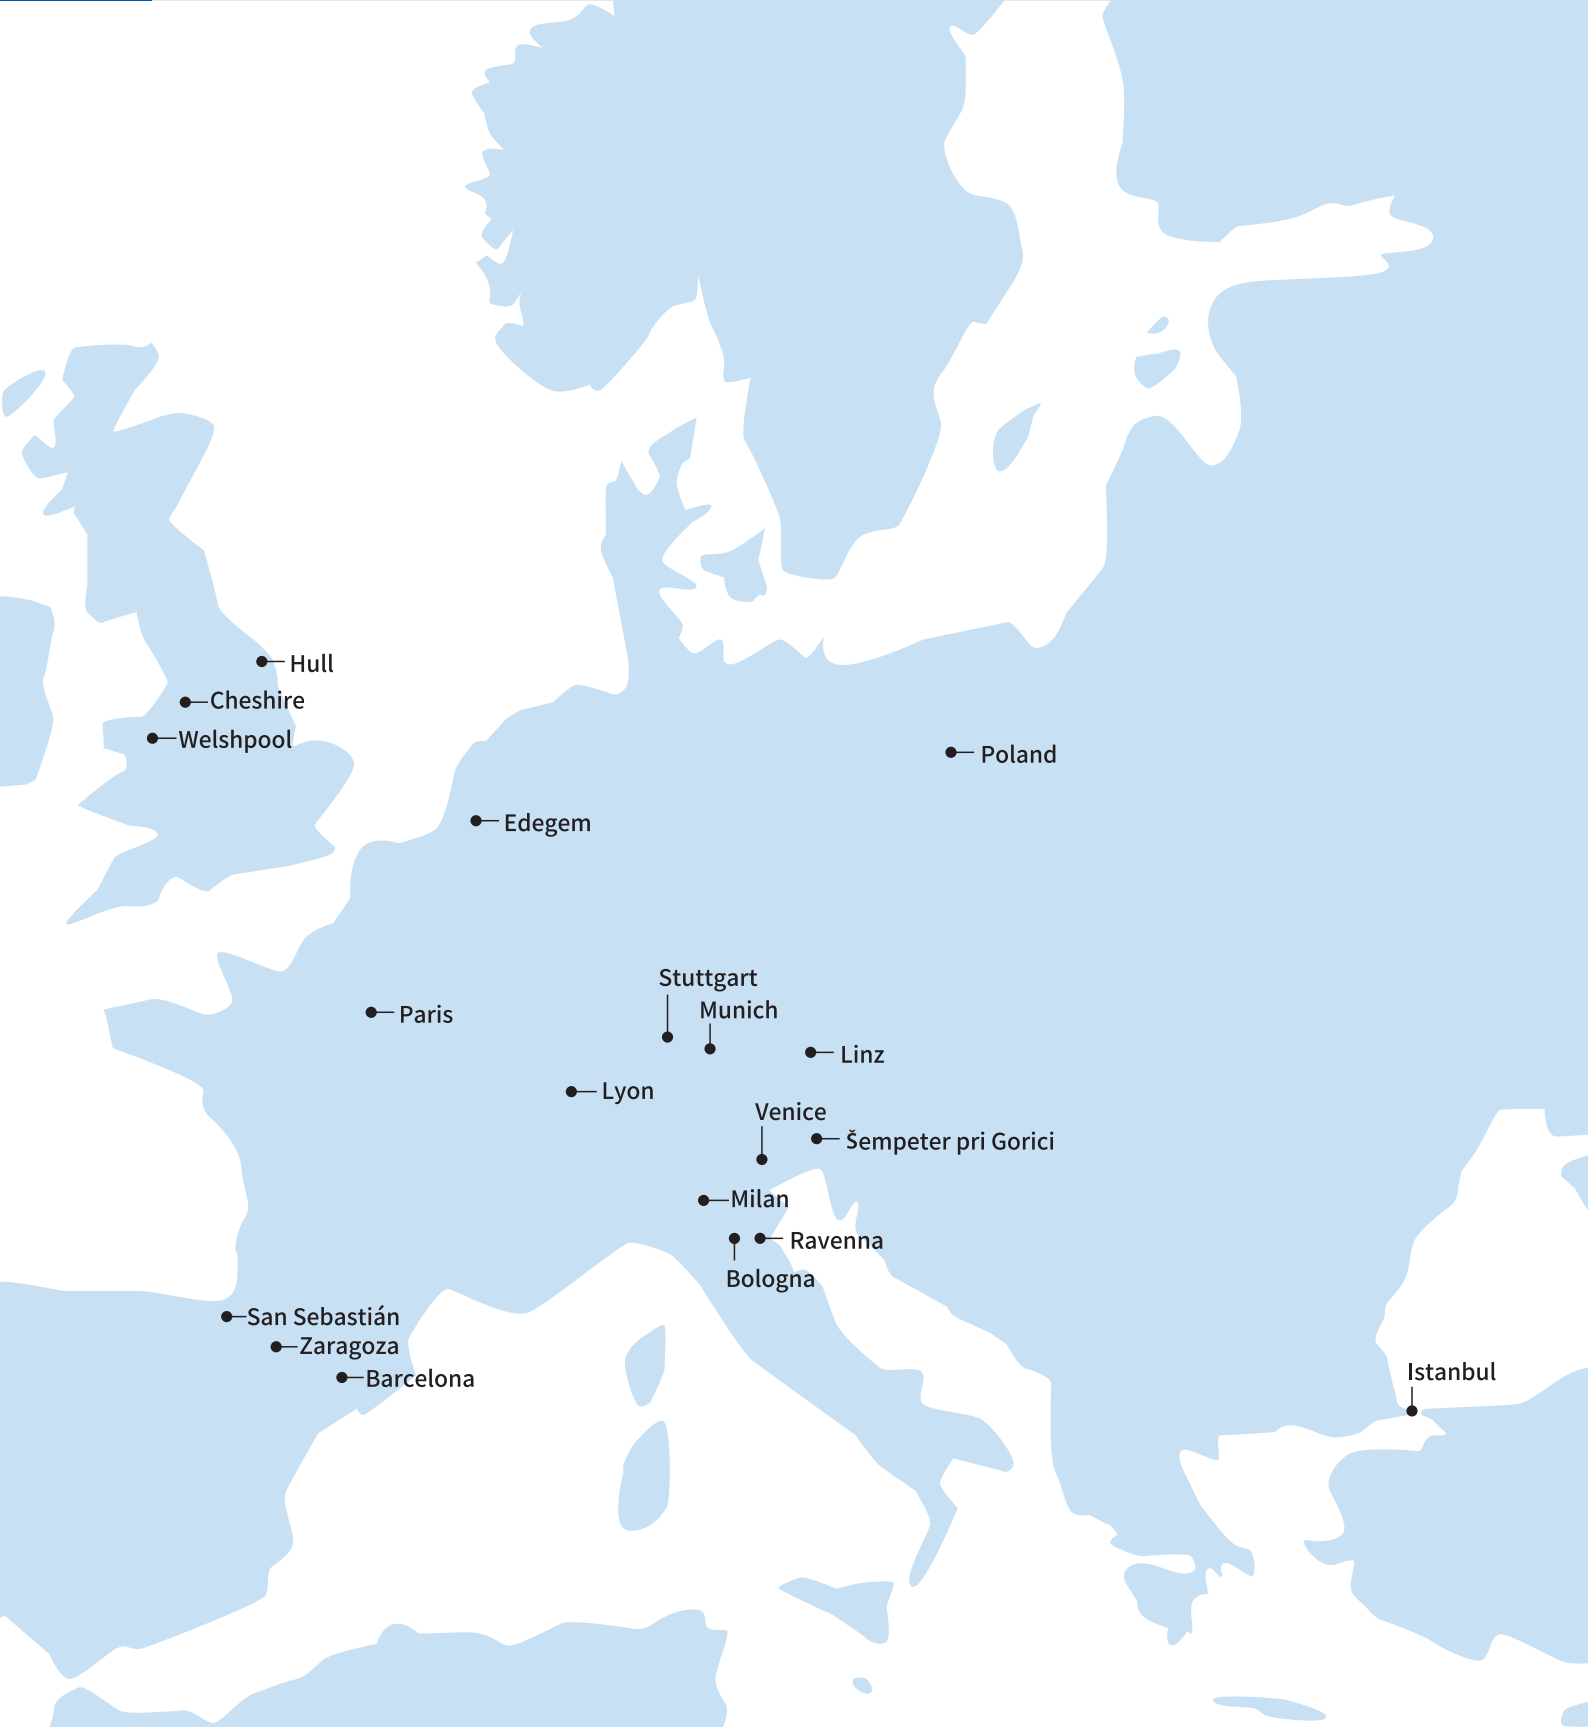 Hull
Cheshire
Welshpool
Poland
Edegem
Stuttgart
Munich
Paris
Linz
Lyon
Venice
Šempeter pri Gorici
Milan
Ravenna
Bologna
San Sebastián
Zaragoza
Barcelona
Istanbul